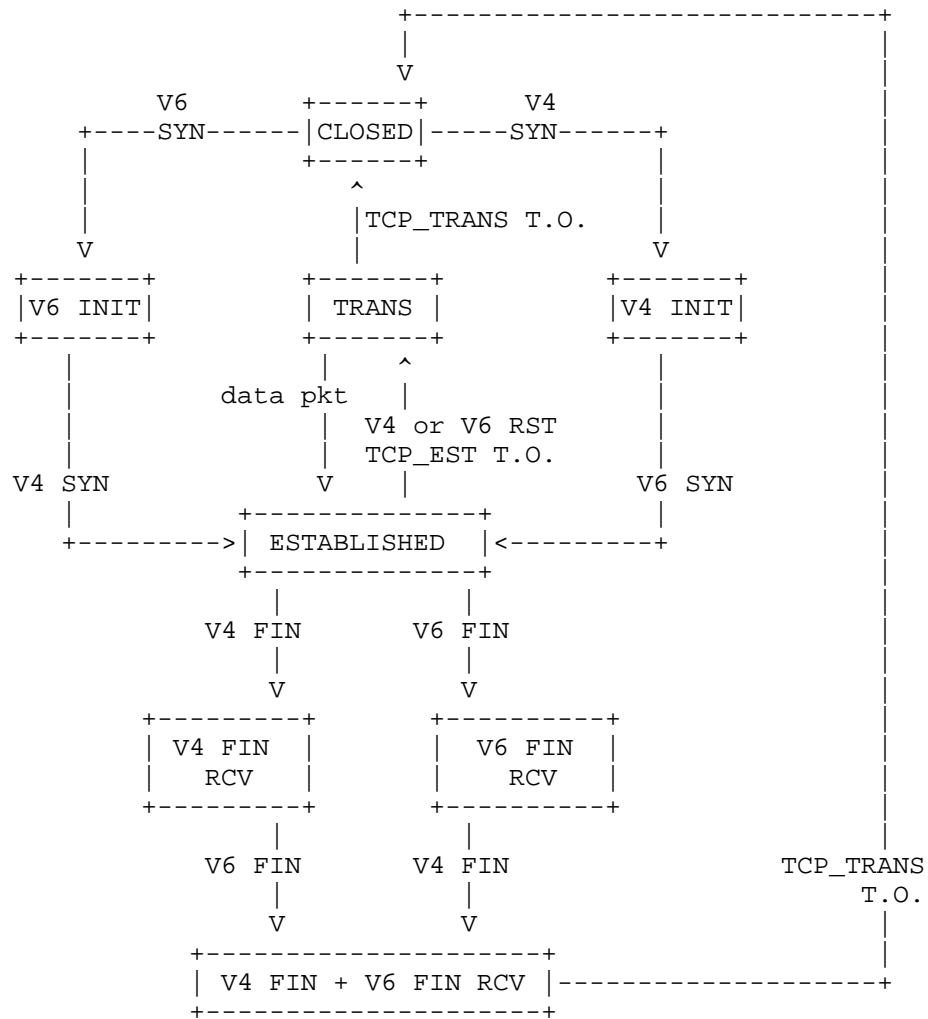 V6 V4
SYN CLOSED SYN
TCP_TRANS T.O.
V V
V6 INIT TRANS V4 INIT
data pkt
V4 or V6 RST
TCP_EST T.O.
V4 SYN V6 SYN
ESTABLISHED
V4 FIN V6 FIN
V4 FIN V6 FIN
RCV RCV
V6 FIN V4 FIN
TCP_TRANS
T.O.
V4 FIN + V6 FIN RCV